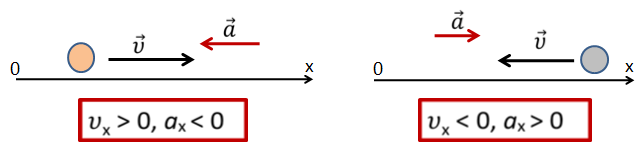 υ⃗ a⃗
0 x
υₓ > 0, aₓ < 0
a⃗ υ⃗
0 x
υₓ < 0, aₓ > 0